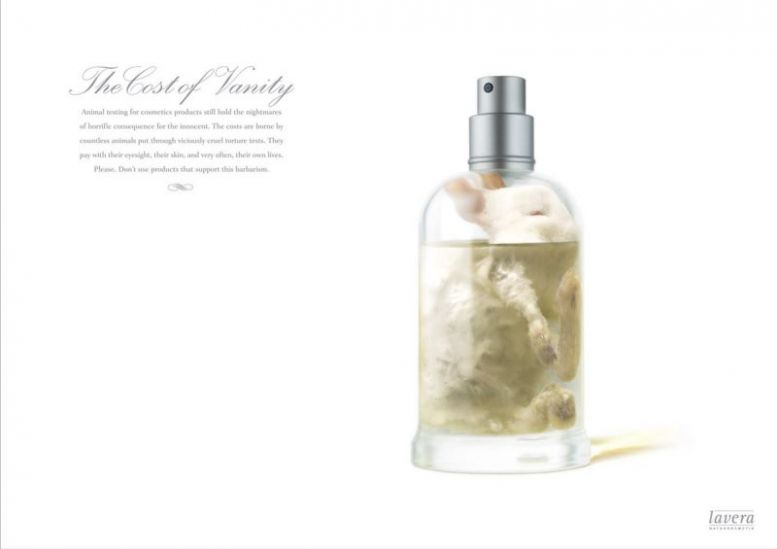 The Cost of Vanity
Animal testing for cosmetics products still hold the nightmares
of horrific consequence for the innocent. The costs are borne by
countless animals put through viciously cruel torture tests. They
pay with their eyesight, their skin, and very often, their own lives.
Please. Don't use products that support this barbarism.
lavera
NATURKOSMETIK